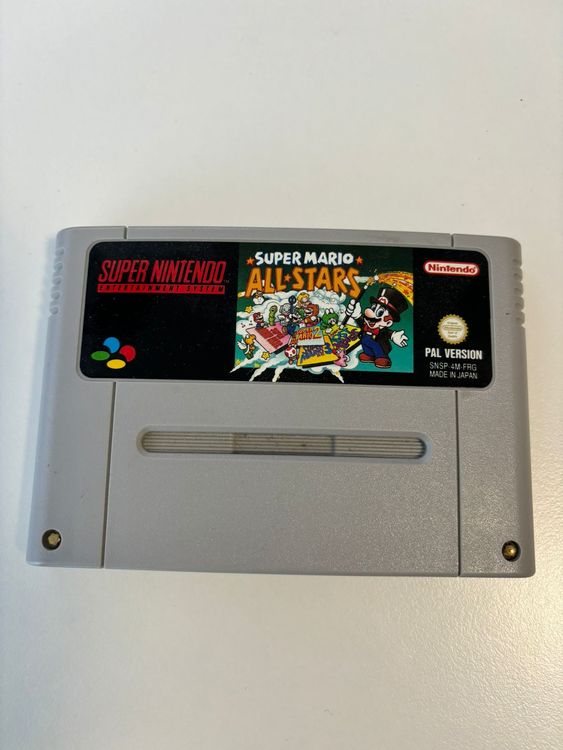 SUPER NINTENDO
ENTERTAINMENT SYSTEM
SUPER MARIO
ALL★STARS
Nintendo
PAL VERSION
SNSP-4M-FRG
MADE IN JAPAN